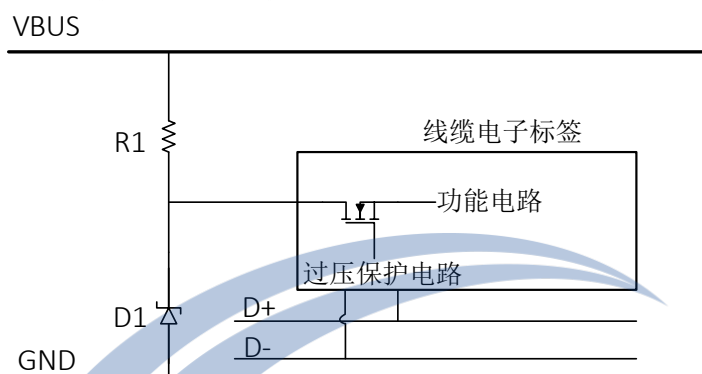 VBUS
R1
线缆电子标签
功能电路
过压保护电路
D1
D+
D-
GND